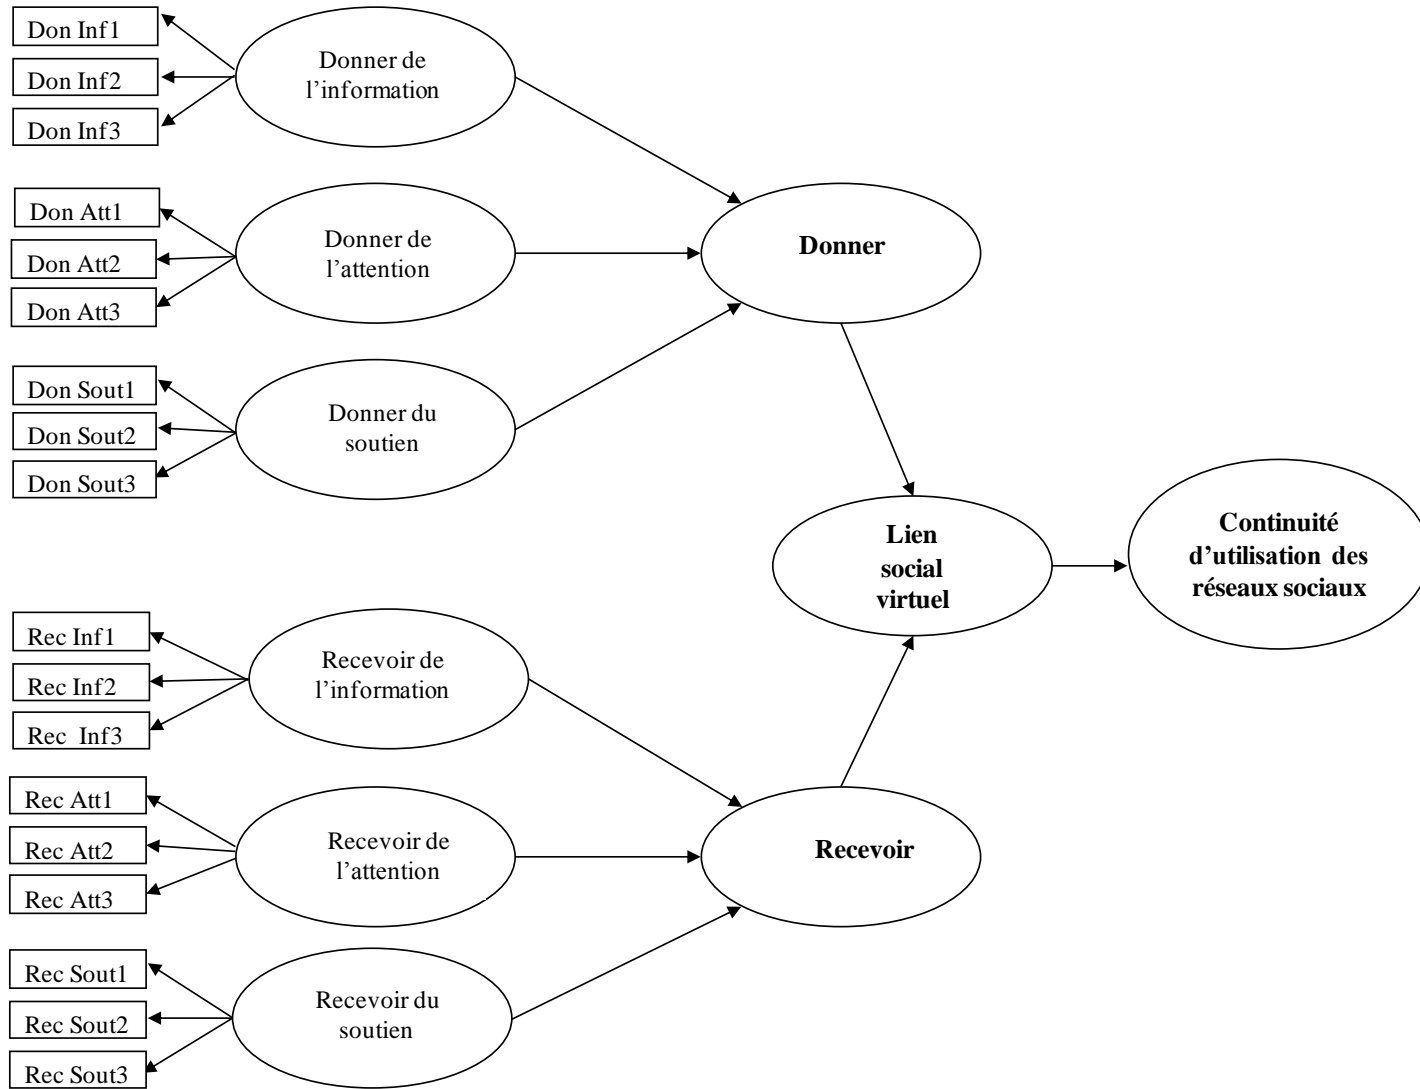 Don Inf1
Don Inf2
Don Inf3
Donner de
l’information
Don Att1
Don Att2
Don Att3
Donner de
l’attention
Donner
Don Sout1
Don Sout2
Don Sout3
Donner du
soutien
Lien
social
virtuel
Continuité
d’utilisation des
réseaux sociaux
Rec Inf1
Rec Inf2
Rec Inf3
Recevoir de
l’information
Rec Att1
Rec Att2
Rec Att3
Recevoir de
l’attention
Recevoir
Rec Sout1
Rec Sout2
Rec Sout3
Recevoir du
soutien